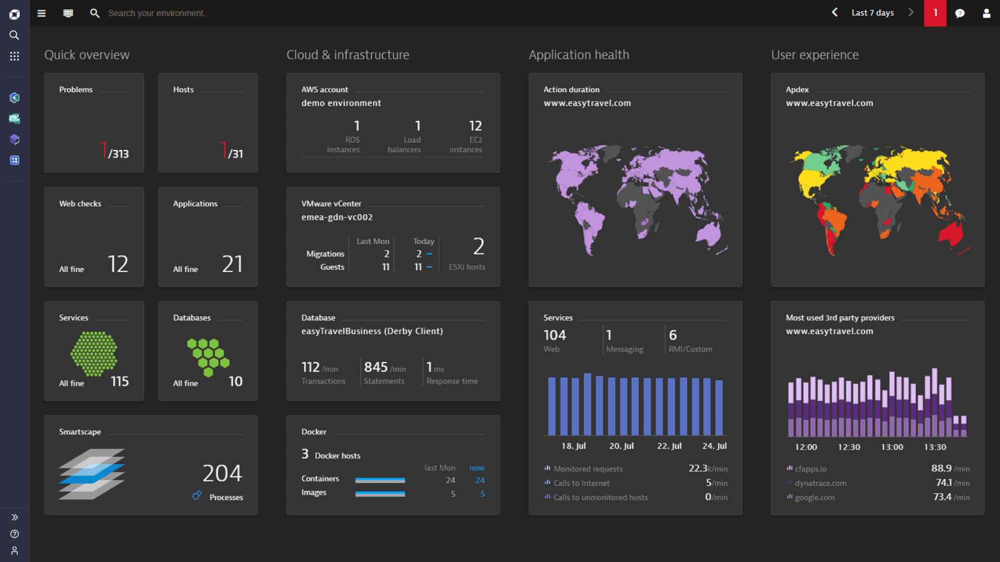 Search your environment...
Last 7 days
1
Quick overview
Cloud & infrastructure
Application health
User experience
Problems
1/313
Hosts
1/31
Web checks
All fine
12
Applications
All fine
21
Services
All fine
115
Databases
All fine
10
Smartscape
204
Processes
AWS account
demo environment
1
1
12
RDS instances
Load balancers
EC2 instances
VMware vCenter
emea-gdn-vc002
Last Mon
Today
Migrations
2
2
Guests
11
11
2
ESXi hosts
Database
easyTravelBusiness (Derby Client)
112 /min
845 /min
1 ms
Transactions
Statements
Response time
Docker
3 Docker hosts
last Mon
now
Containers
24
24
Images
5
5
Action duration
www.easytravel.com
Services
104
1
6
Web
Messaging
RMI/Custom
18. Jul
20. Jul
22. Jul
24. Jul
Monitored requests
22.3k/min
Calls to Internet
5/min
Calls to unmonitored hosts
0/min
Apdex
www.easytravel.com
Most used 3rd party providers
www.easytravel.com
12:00
12:30
13:00
13:30
cfapps.io
88.9 /min
dynatrace.com
74.1 /min
google.com
73.4 /min